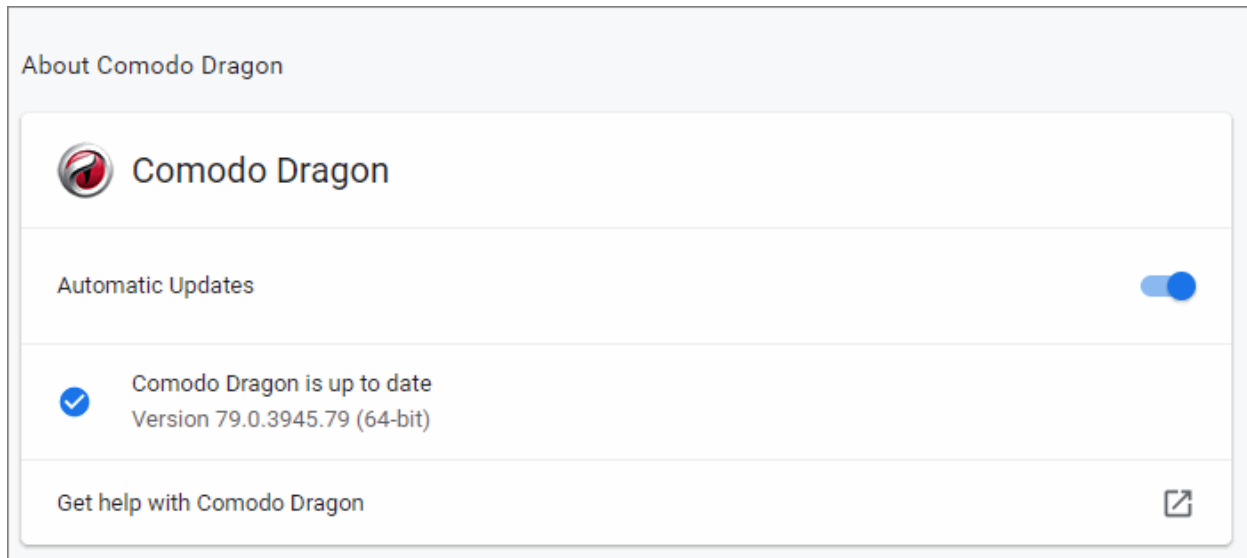 About Comodo Dragon
Comodo Dragon
Automatic Updates
Comodo Dragon is up to date
Version 79.0.3945.79 (64-bit)
Get help with Comodo Dragon